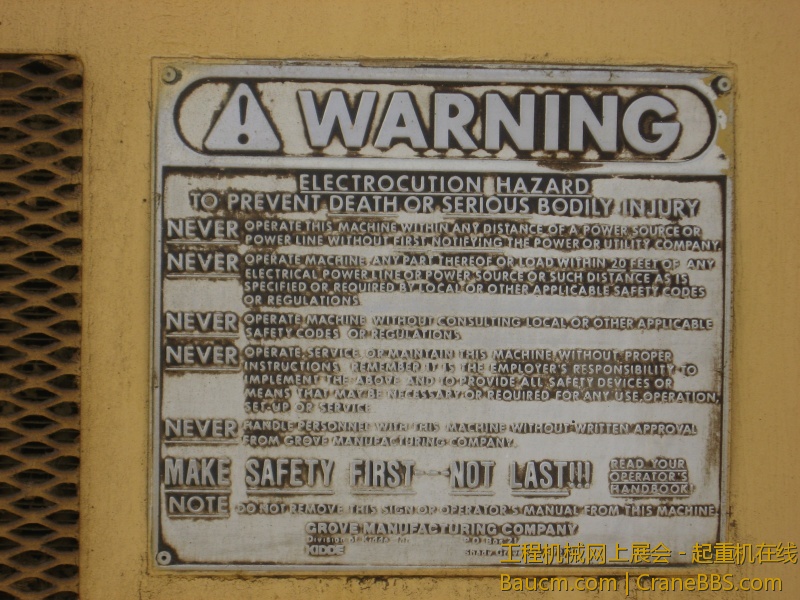 WARNING
ELECTROCUTION HAZARD
TO PREVENT DEATH OR SERIOUS BODILY INJURY
NEVER OPERATE THIS MACHINE WITHIN ANY DISTANCE OF A POWER SOURCE OR
POWER LINE WITHOUT FIRST NOTIFYING THE POWER OR UTILITY COMPANY.
NEVER OPERATE MACHINE, ANY PART THEREOF OR LOAD WITHIN 20 FEET OF ANY
ELECTRICAL POWER LINE OR POWER SOURCE OR SUCH DISTANCE AS IS
SPECIFIED OR REQUIRED BY LOCAL OR OTHER APPLICABLE SAFETY CODES
OR REGULATIONS.
NEVER OPERATE MACHINE WITHOUT CONSULTING LOCAL OR OTHER APPLICABLE
SAFETY CODES OR REGULATIONS.
NEVER OPERATE, SERVICE OR MAINTAIN THIS MACHINE WITHOUT PROPER
INSTRUCTIONS. REMEMBER IT IS THE EMPLOYER'S RESPONSIBILITY TO
IMPLEMENT THE ABOVE AND TO PROVIDE ALL SAFETY DEVICES OR
MEANS THAT MAY BE NECESSARY OR REQUIRED FOR ANY USE, OPERATION,
SET-UP OR SERVICE.
NEVER HANDLE PERSONNEL WITH THIS MACHINE WITHOUT WRITTEN APPROVAL
FROM GROVE MANUFACTURING COMPANY.
MAKE SAFETY FIRST - NOT LAST!!!
READ YOUR
OPERATOR'S
HANDBOOK!
NOTE DO NOT REMOVE THIS SIGN OR OPERATOR'S MANUAL FROM THIS MACHINE
GROVE MANUFACTURING COMPANY
Division of Kidde P.O. Box
KIDDE Shade
工程机械网上展会 - 起重机在线
Baucm.com | CraneBBS.com